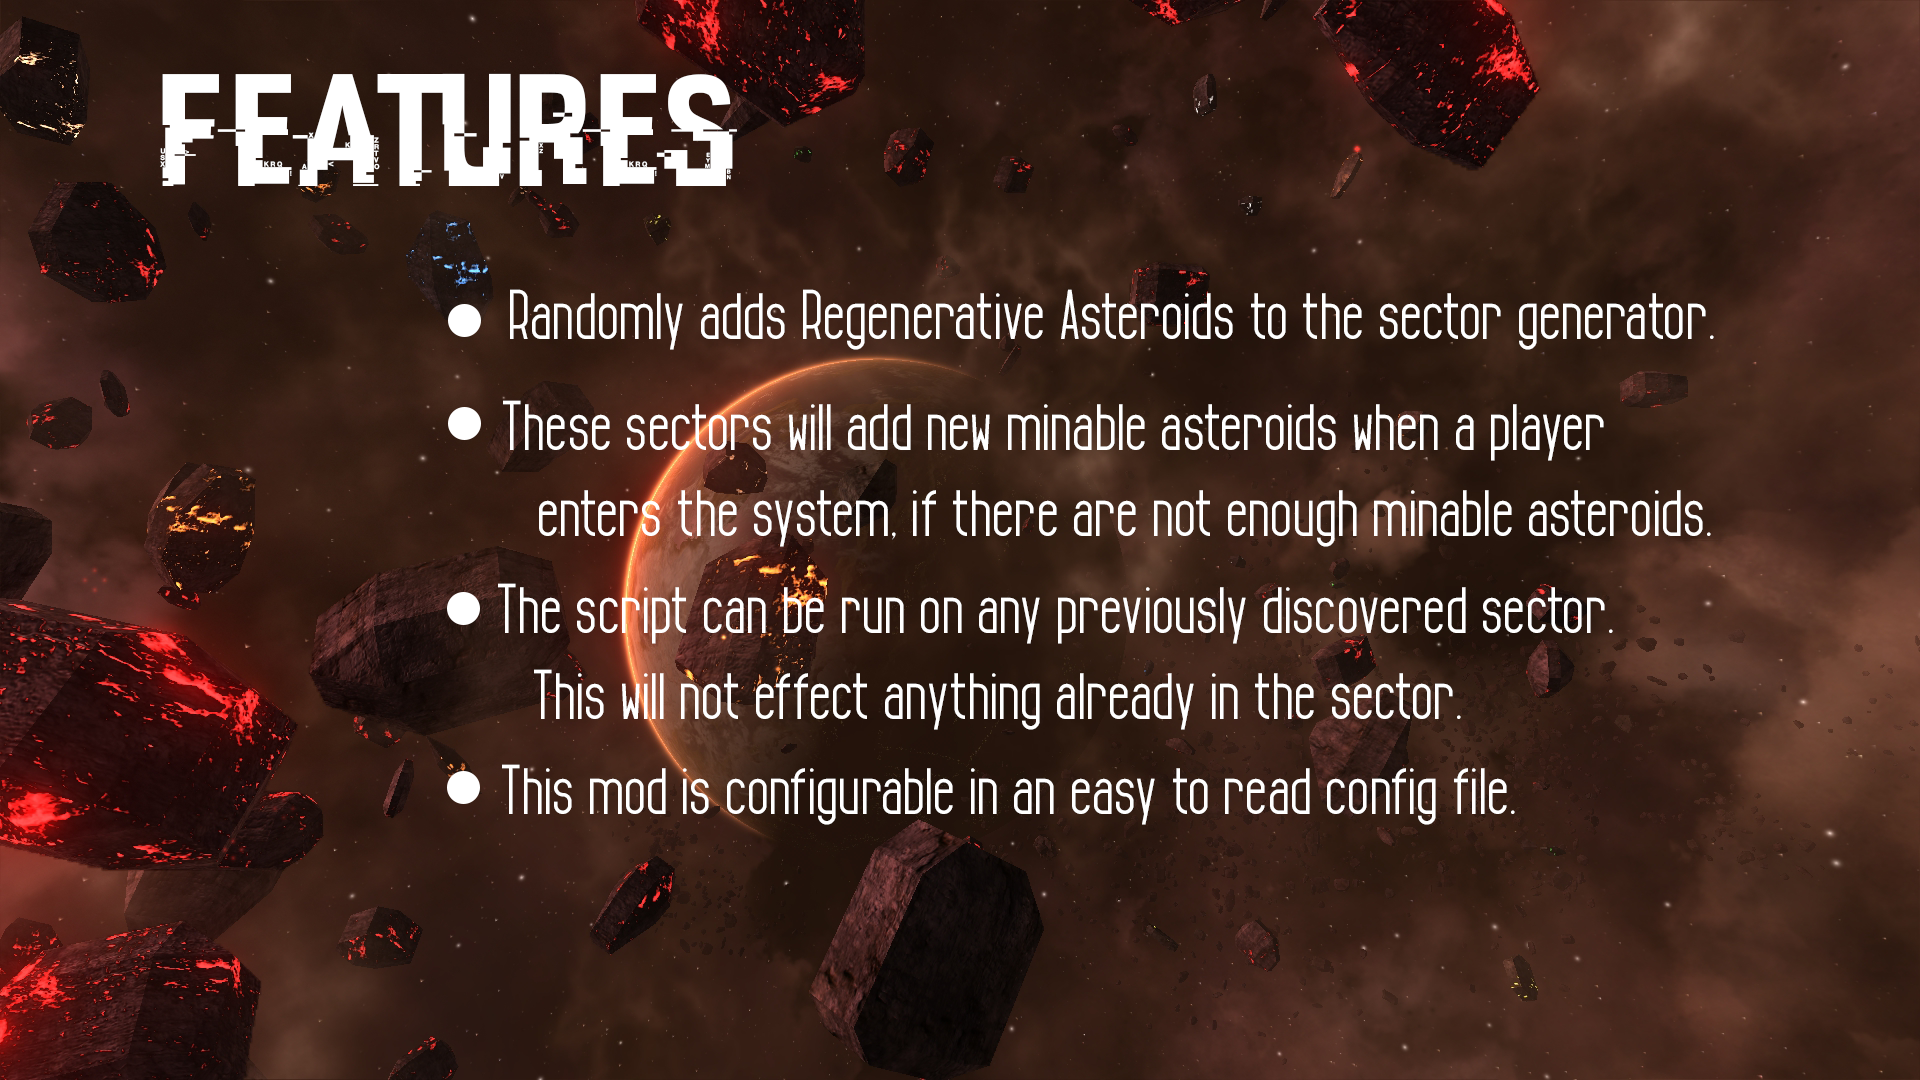 FEATURES
● Randomly adds Regenerative Asteroids to the sector generator.
● These sectors will add new minable asteroids when a player
enters the system, if there are not enough minable asteroids.
● The script can be run on any previously discovered sector.
This will not effect anything already in the sector.
● This mod is configurable in an easy to read config file.